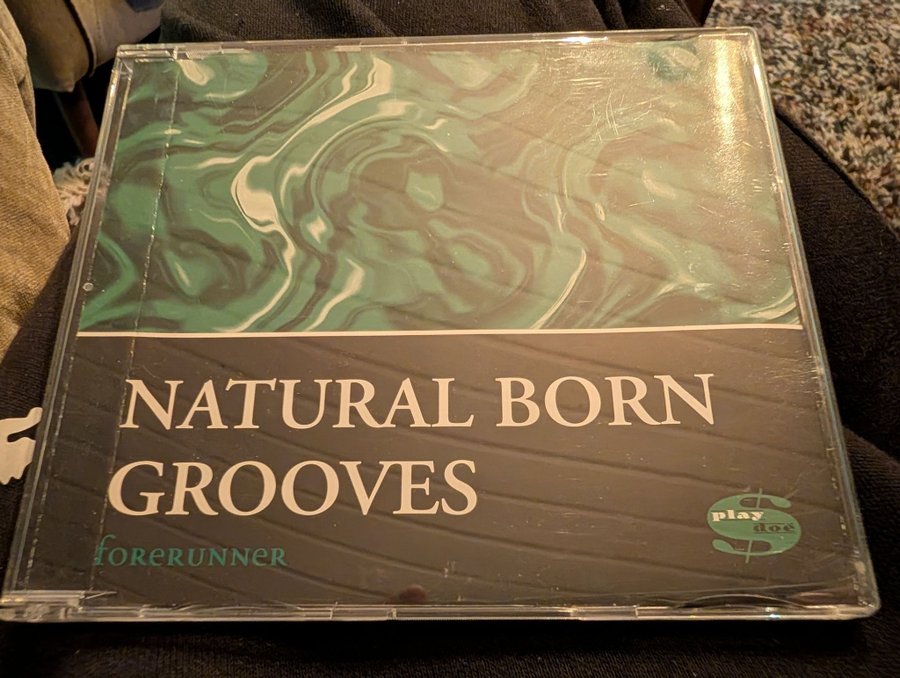 NATURAL BORN
GROOVES
forerunner
play
doe